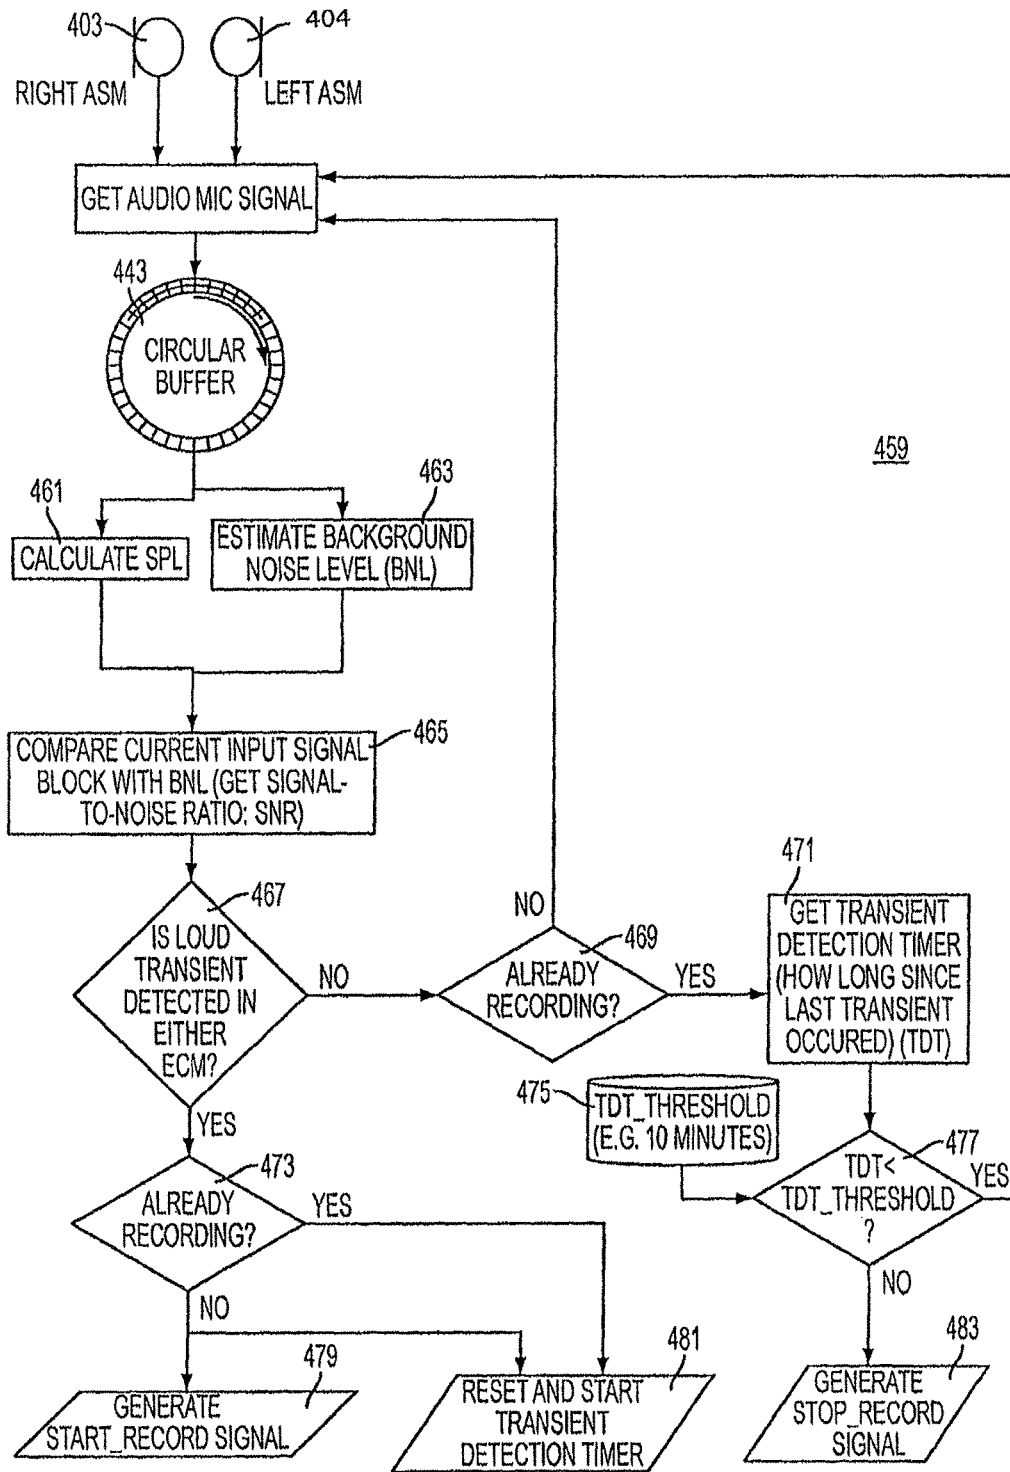 403
404
RIGHT ASM
LEFT ASM
GET AUDIO MIC SIGNAL
443
CIRCULAR
BUFFER
459
461
CALCULATE SPL
463
ESTIMATE BACKGROUND
NOISE LEVEL (BNL)
465
COMPARE CURRENT INPUT SIGNAL
BLOCK WITH BNL (GET SIGNAL-
TO-NOISE RATIO: SNR)
467
IS LOUD
TRANSIENT
DETECTED IN
EITHER
ECM?
NO
YES
469
ALREADY
RECORDING?
NO
YES
471
GET TRANSIENT
DETECTION TIMER
(HOW LONG SINCE
LAST TRANSIENT
OCCURED) (TDT)
475
TDT_THRESHOLD
(E.G. 10 MINUTES)
477
TDT<
TDT_THRESHOLD
?
YES
NO
473
ALREADY
RECORDING?
YES
NO
479
GENERATE
START_RECORD SIGNAL
481
RESET AND START
TRANSIENT
DETECTION TIMER
483
GENERATE
STOP_RECORD
SIGNAL